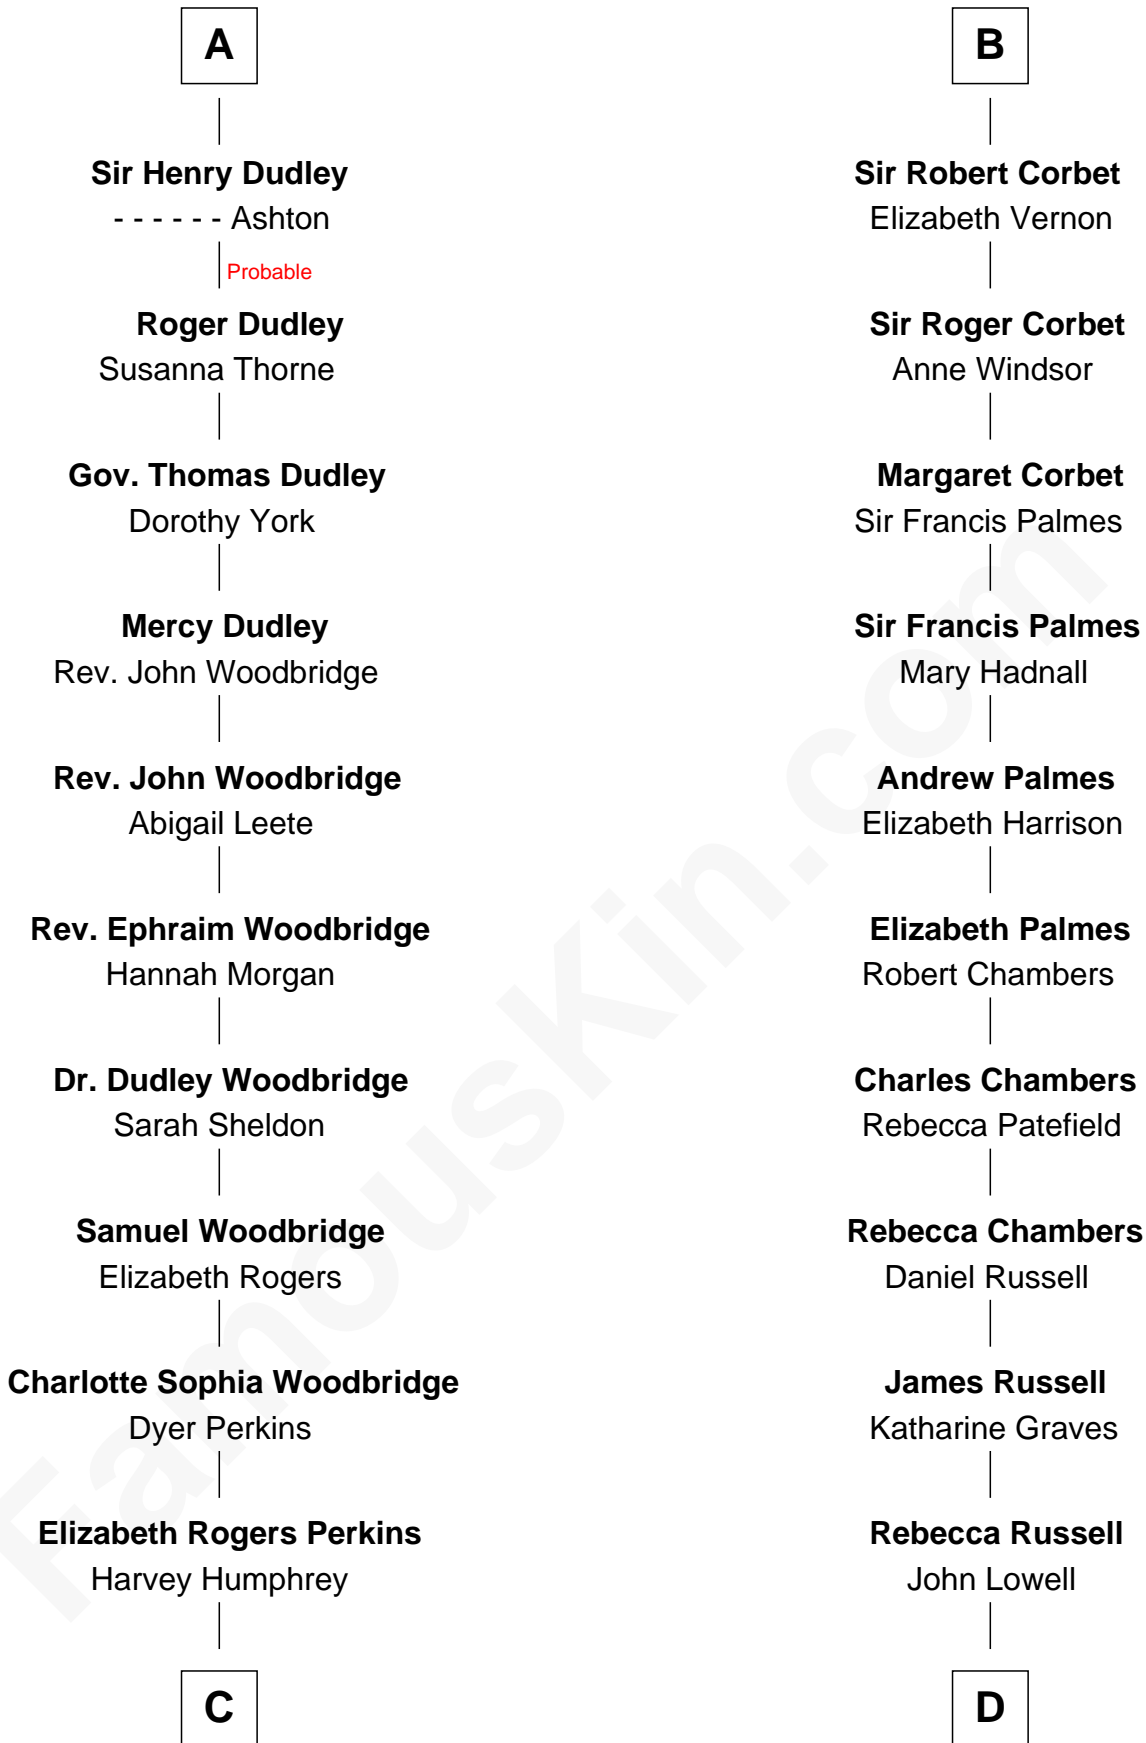 A
Sir Henry Dudley
- - - - - - Ashton
Probable
Roger Dudley
Susanna Thorne
Gov. Thomas Dudley
Dorothy York
Mercy Dudley
Rev. John Woodbridge
Rev. John Woodbridge
Abigail Leete
Rev. Ephraim Woodbridge
Hannah Morgan
Dr. Dudley Woodbridge
Sarah Sheldon
Samuel Woodbridge
Elizabeth Rogers
Charlotte Sophia Woodbridge
Dyer Perkins
Elizabeth Rogers Perkins
Harvey Humphrey
C
B
Sir Robert Corbet
Elizabeth Vernon
Sir Roger Corbet
Anne Windsor
Margaret Corbet
Sir Francis Palmes
Sir Francis Palmes
Mary Hadnall
Andrew Palmes
Elizabeth Harrison
Elizabeth Palmes
Robert Chambers
Charles Chambers
Rebecca Patefield
Rebecca Chambers
Daniel Russell
James Russell
Katharine Graves
Rebecca Russell
John Lowell
D
FamousKin.com